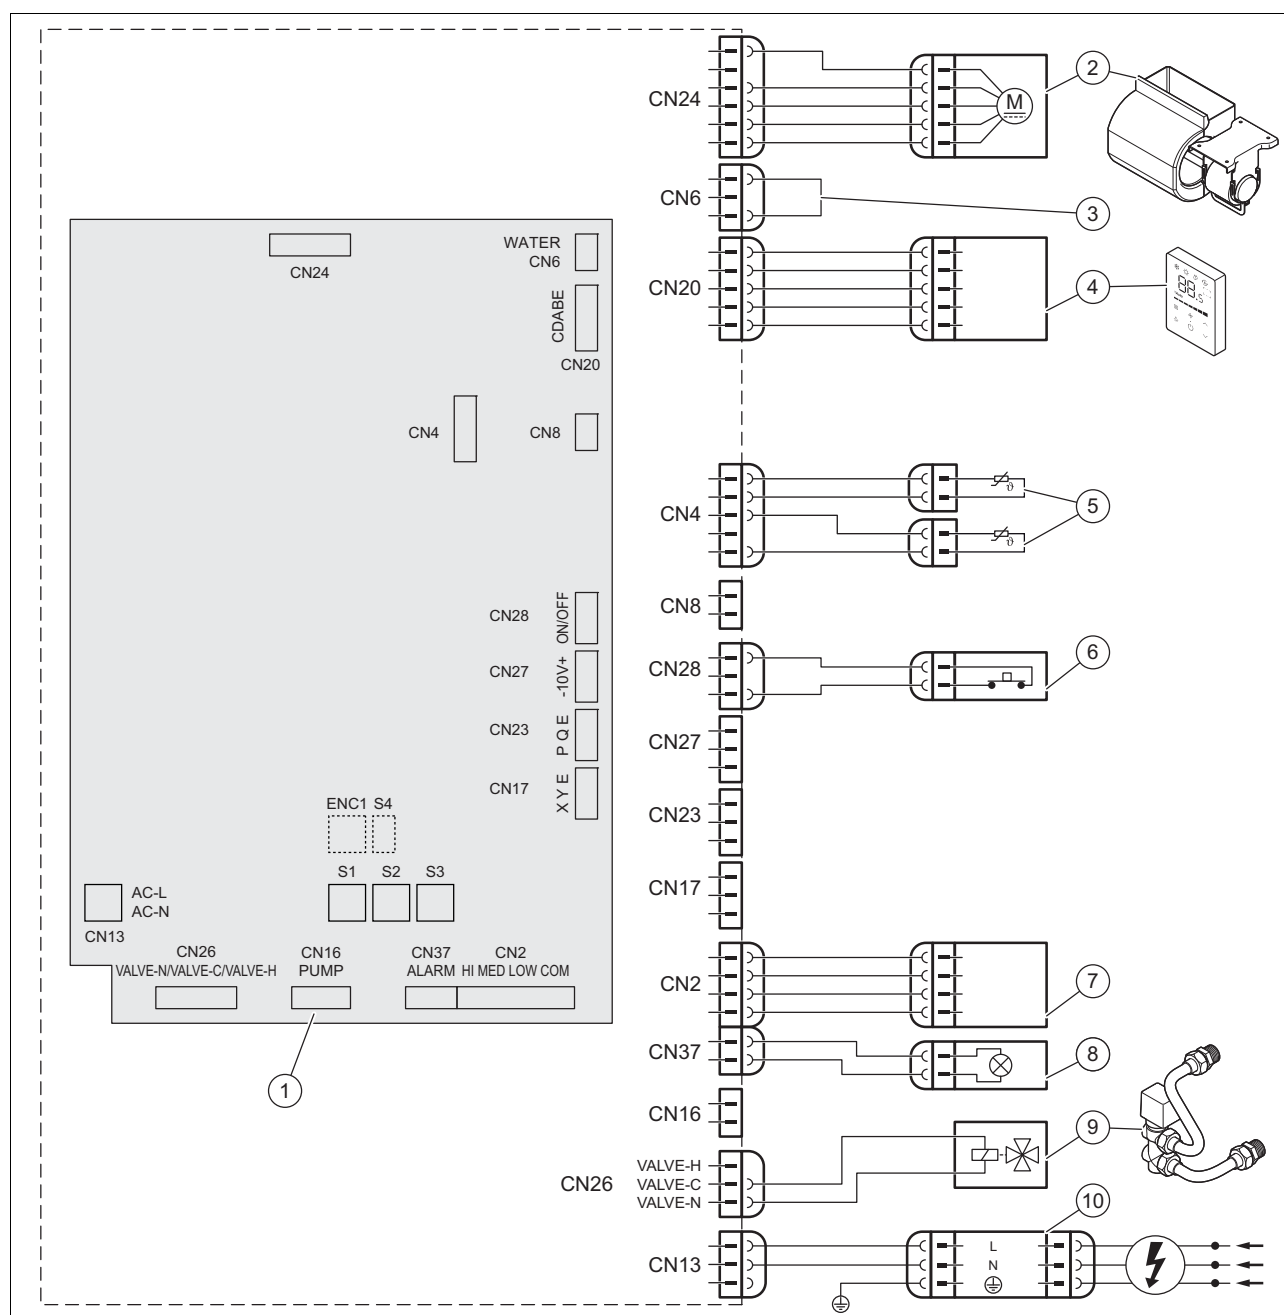 CN24
M
2
CN6
3
CN20
4
88.5
CN24
WATER
CN6
CDABE
CN20
CN4
CN8
CN4
ϑ
ϑ
5
CN8
CN28
ON/OFF
CN28
6
CN27
-10V+
CN27
CN23
P Q E
CN23
CN17
X Y E
CN17
ENC1 S4
S1 S2 S3
AC-L
AC-N
CN13
CN26
VALVE-N/VALVE-C/VALVE-H
CN16
PUMP
CN37
ALARM
CN2
HI MED LOW COM
1
CN2
7
CN37
8
CN16
9
CN26
VALVE-H
VALVE-C
VALVE-N
10
CN13
L
N